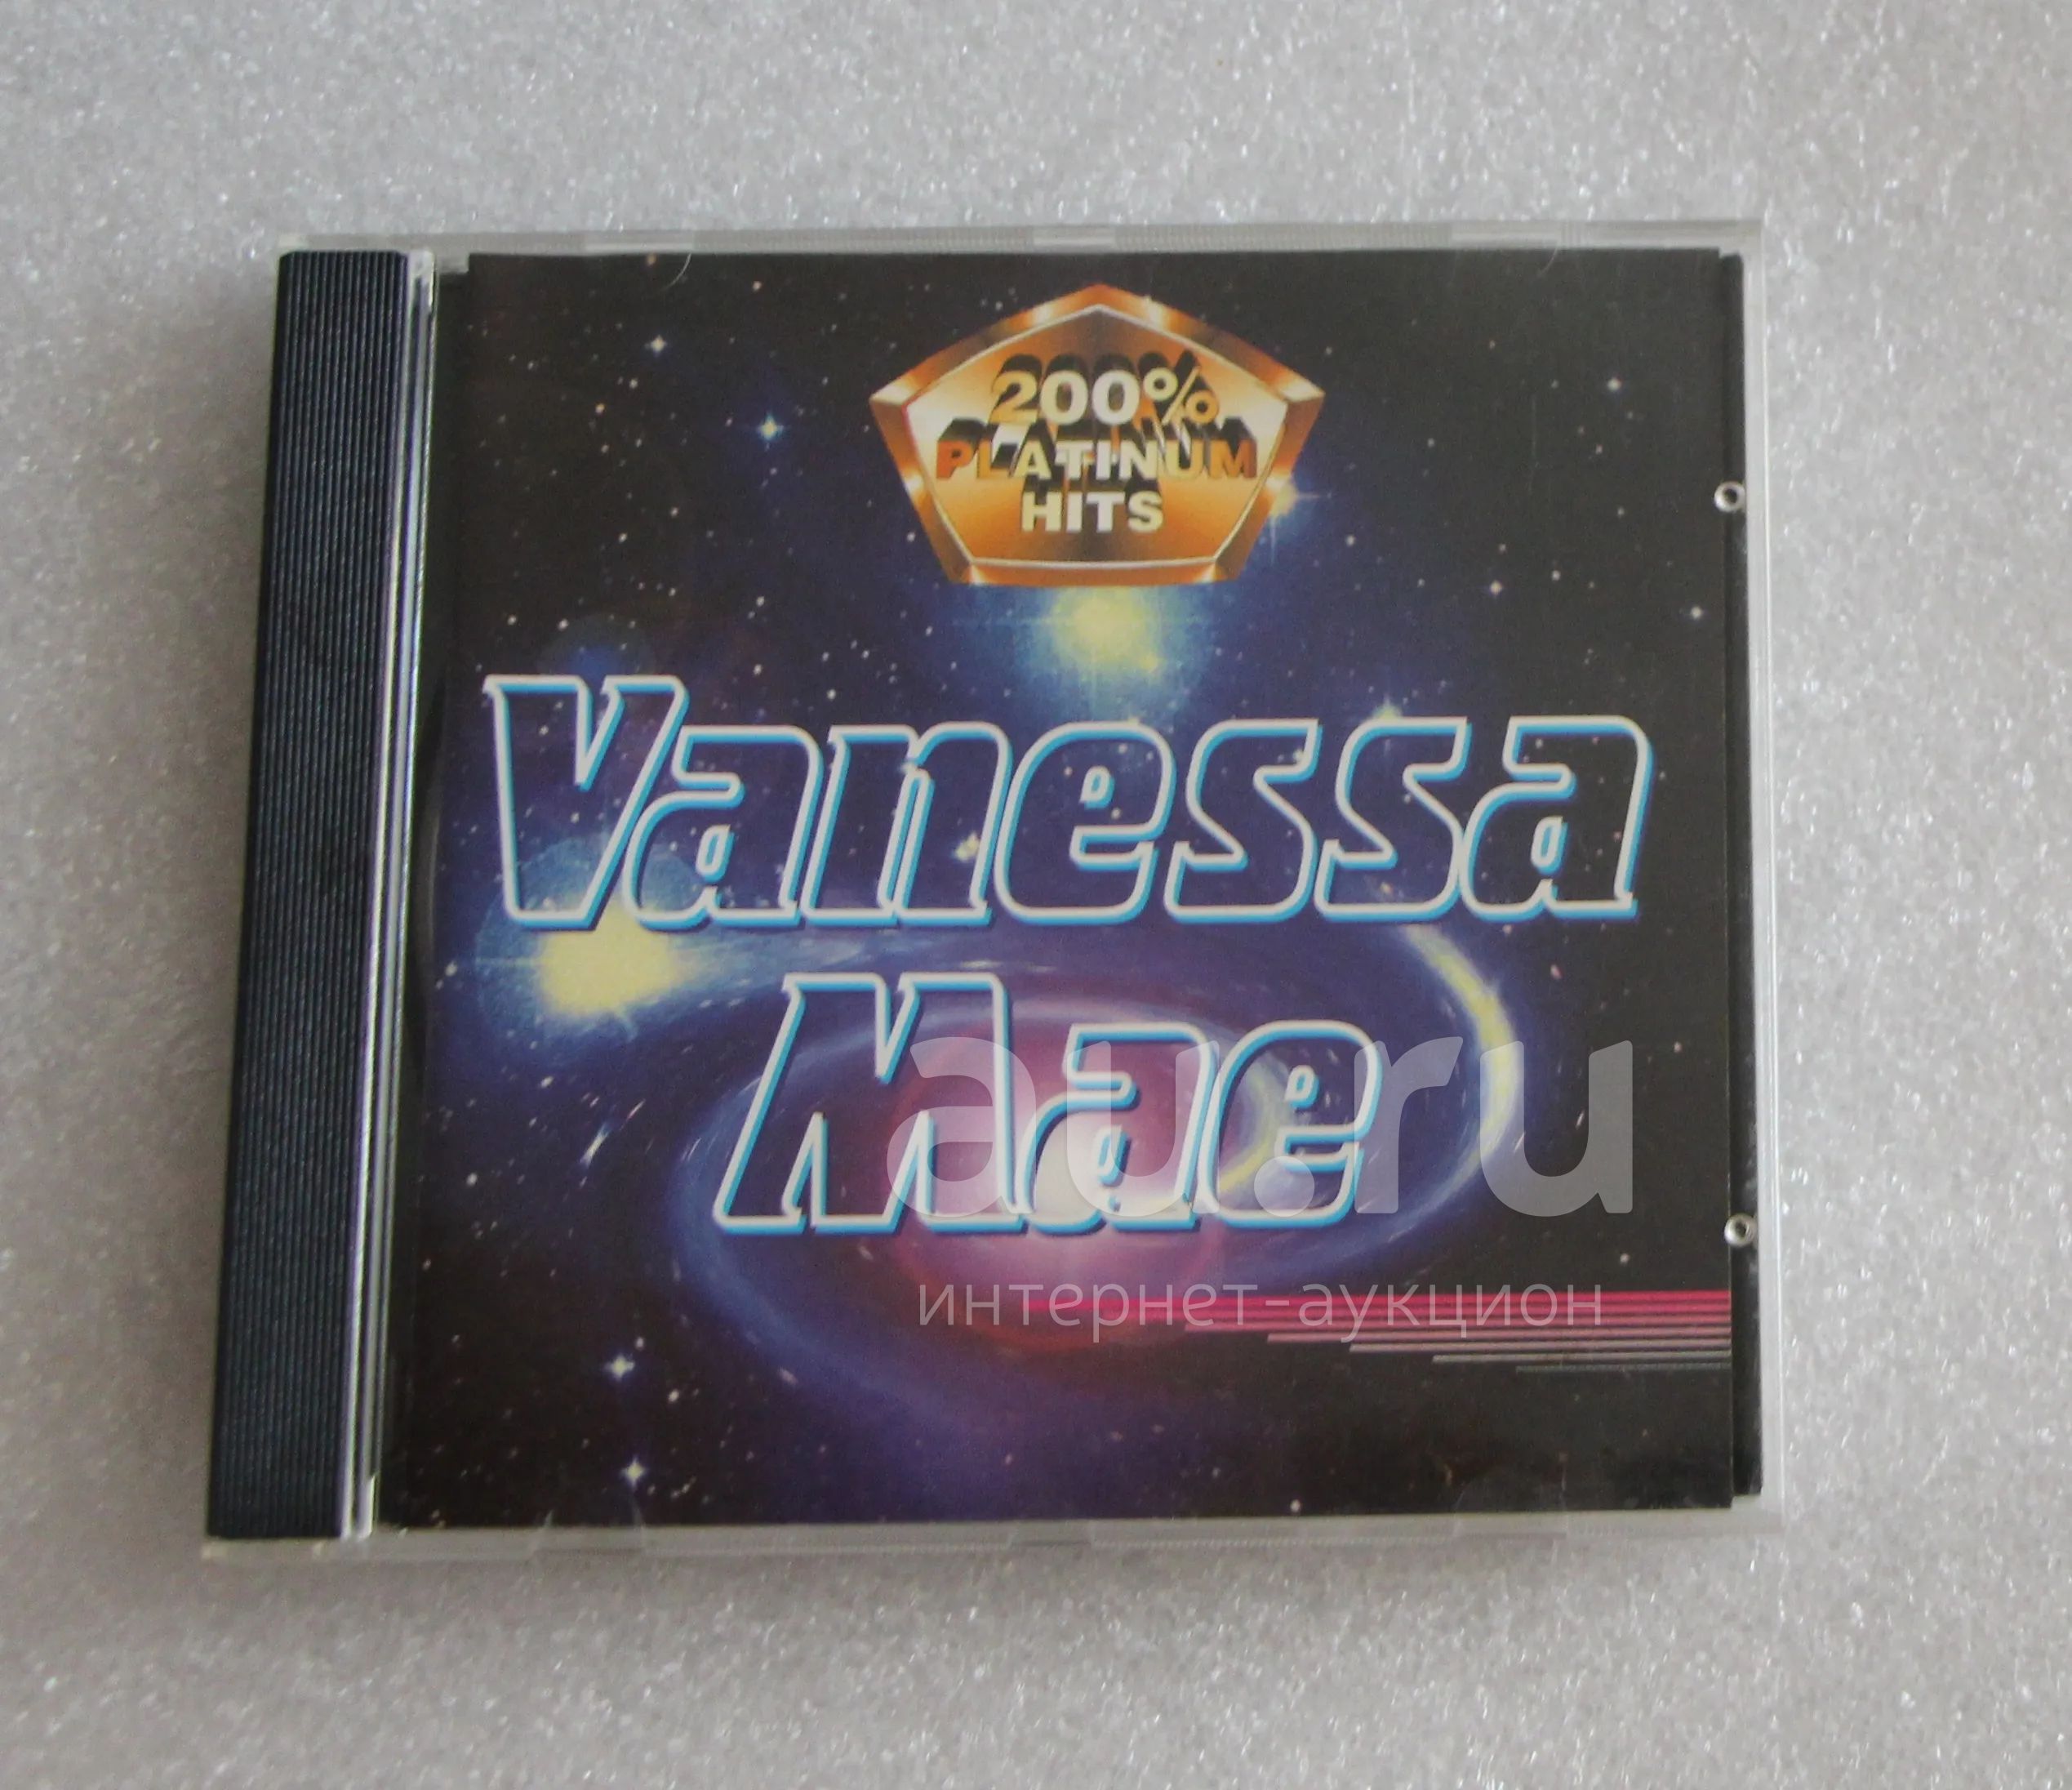 200%
PLATINUM
HITS
Vanessa
Mae
au.ru
интернет-аукцион